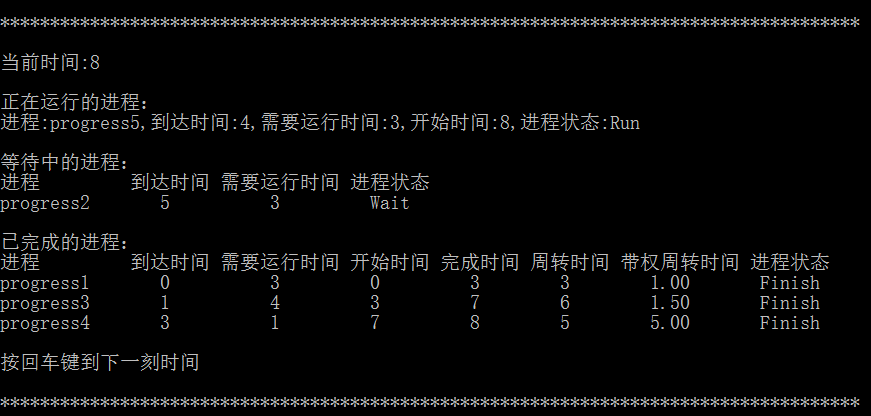 **************************************************************************************
当前时间:8
正在运行的进程：
进程:progress5,到达时间:4,需要运行时间:3,开始时间:8,进程状态:Run
等待中的进程：
进程 到达时间 需要运行时间 进程状态
progress2 5 3 Wait
已完成的进程：
进程 到达时间 需要运行时间 开始时间 完成时间 周转时间 带权周转时间 进程状态
progress1 0 3 0 3 3 1.00 Finish
progress3 1 4 3 7 6 1.50 Finish
progress4 3 1 7 8 5 5.00 Finish
按回车键到下一刻时间
**************************************************************************************